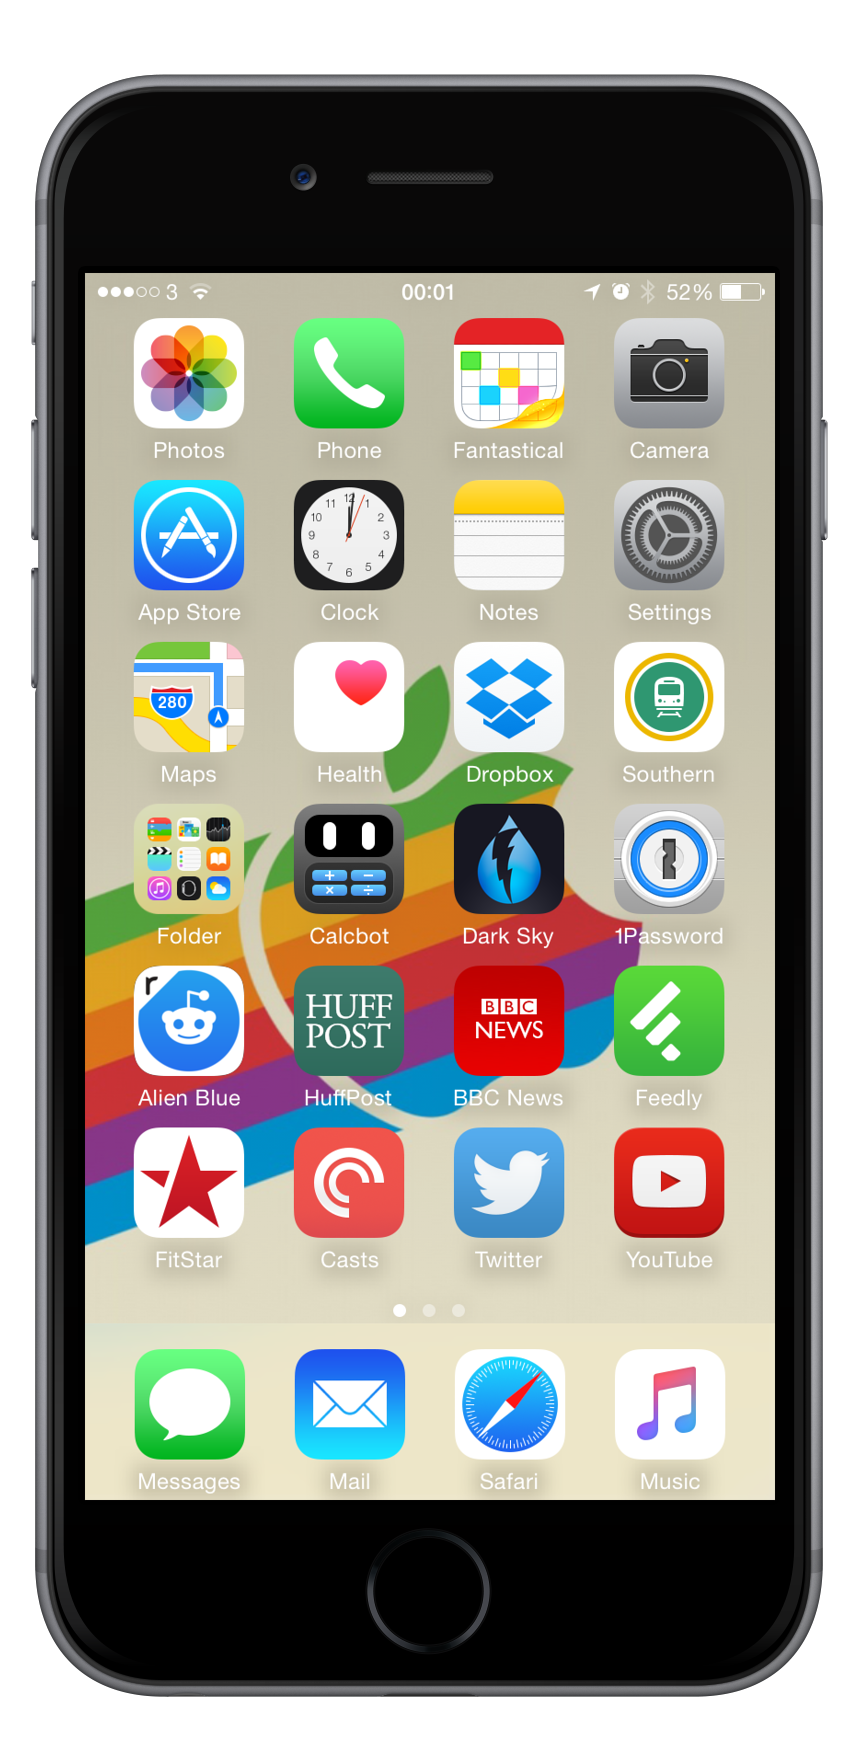 3 00:01 52%
Photos Phone Fantastical Camera
12 1 2 3 4 5 6 7 8 9 10 11
App Store Clock Notes Settings
280
Maps Health Dropbox Southern
+ − × ÷
Folder Calcbot Dark Sky 1Password
r
HUFF
POST
BBC
NEWS
Alien Blue HuffPost BBC News Feedly
FitStar Casts Twitter YouTube
Messages Mail Safari Music